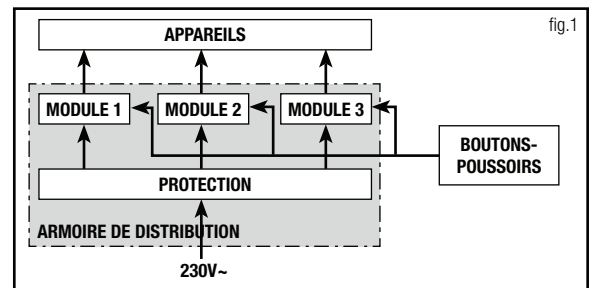 fig.1
APPAREILS
MODULE 1 MODULE 2 MODULE 3
BOUTONS-
POUSSOIRS
PROTECTION
ARMOIRE DE DISTRIBUTION
230V~